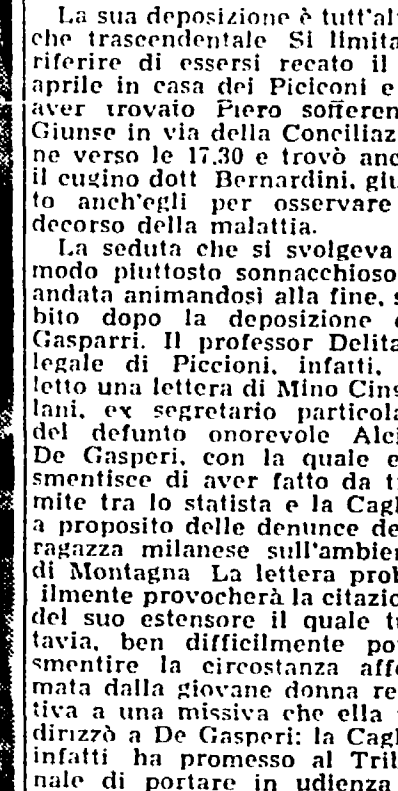 La sua deposizione è tutt'al
che trascendentale Si limita
riferire di essersi recato il
aprile in casa dei Piccioni e
aver trovato Piero sofferen
Giunse in via della Conciliaz
ne verso le 17.30 e trovò anc
il cugino dott Bernardini, giu
to anch'egli per osservare
decorso della malattia.
La seduta che si svolgeva
modo piuttosto sonnacchioso
andata animandosi alla fine, s
bito dopo la deposizione d
Gasparri. Il professor Delita
legale di Piccioni, infatti,
letto una lettera di Mino Cing
lani, ex segretario particola
del defunto onorevole Alci
De Gasperi, con la quale e
smentisce di aver fatto da t
mite tra lo statista e la Cagl
a proposito delle denunce de
ragazza milanese sull'ambien
di Montagna La lettera prob
ilmente provocherà la citazio
del suo estensore il quale tu
tavia, ben difficilmente po
smentire la circostanza affe
mata dalla giovane donna re
tiva a una missiva che ella
dirizzò a De Gasperi: la Cagl
infatti ha promesso al Trib
nale di portare in udienza